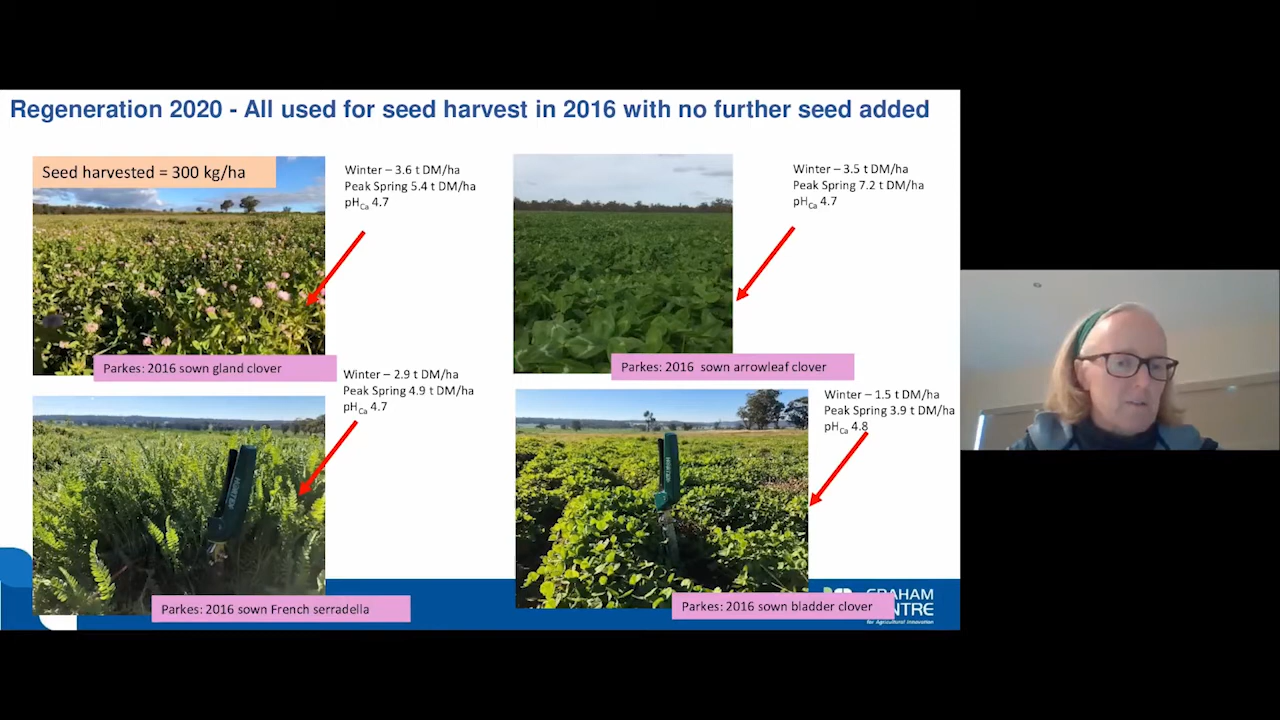 Regeneration 2020 - All used for seed harvest in 2016 with no further seed added
Seed harvested = 300 kg/ha
Winter – 3.6 t DM/ha
Peak Spring 5.4 t DM/ha
pHCa 4.7
Parkes: 2016 sown gland clover
Winter – 3.5 t DM/ha
Peak Spring 7.2 t DM/ha
pHCa 4.7
Parkes: 2016  sown arrowleaf clover
Winter – 2.9 t DM/ha
Peak Spring 4.9 t DM/ha
pHCa 4.7
Parkes: 2016 sown French serradella
Winter – 1.5 t DM/ha
Peak Spring 3.9 t DM/ha
pHCa 4.8
Parkes: 2016 sown bladder clover
GRAHAM
for Agricultural Innovation